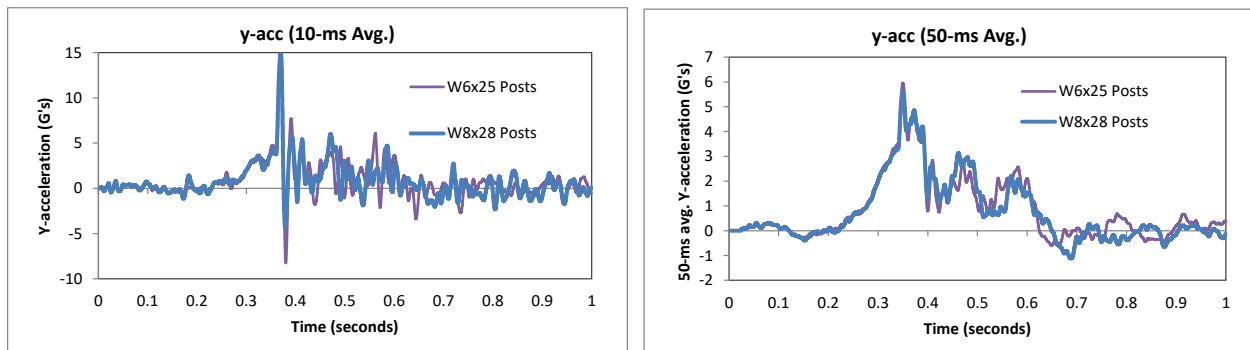 y-acc (10-ms Avg.)
15
10
5
0
-5
-10
Y-acceleration (G's)
W6x25 Posts
W8x28 Posts
0 0.1 0.2 0.3 0.4 0.5 0.6 0.7 0.8 0.9 1
Time (seconds)
y-acc (50-ms Avg.)
7
6
5
4
3
2
1
0
-1
-2
50-ms avg. Y-acceleration (G's)
W6x25 Posts
W8x28 Posts
0 0.1 0.2 0.3 0.4 0.5 0.6 0.7 0.8 0.9 1
Time (seconds)